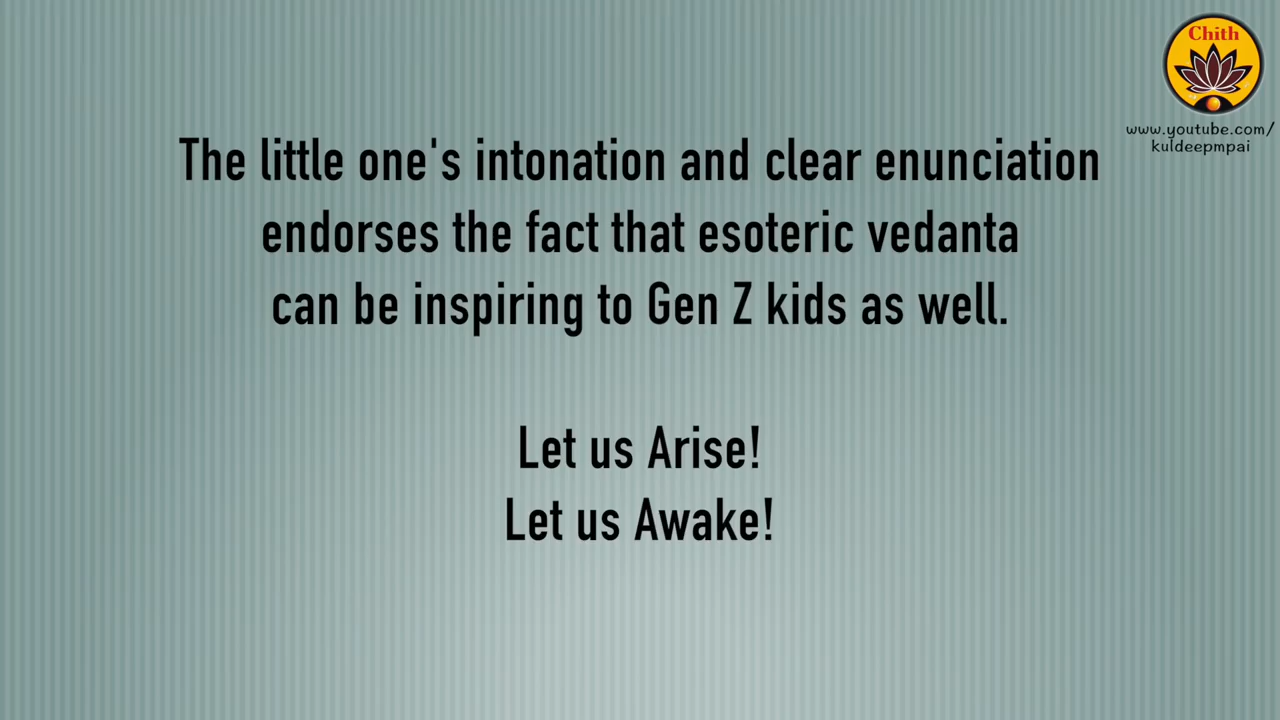 Chith
www.youtube.com/
kuldeepmpai
The little one's intonation and clear enunciation
endorses the fact that esoteric vedanta
can be inspiring to Gen Z kids as well.
Let us Arise!
Let us Awake!